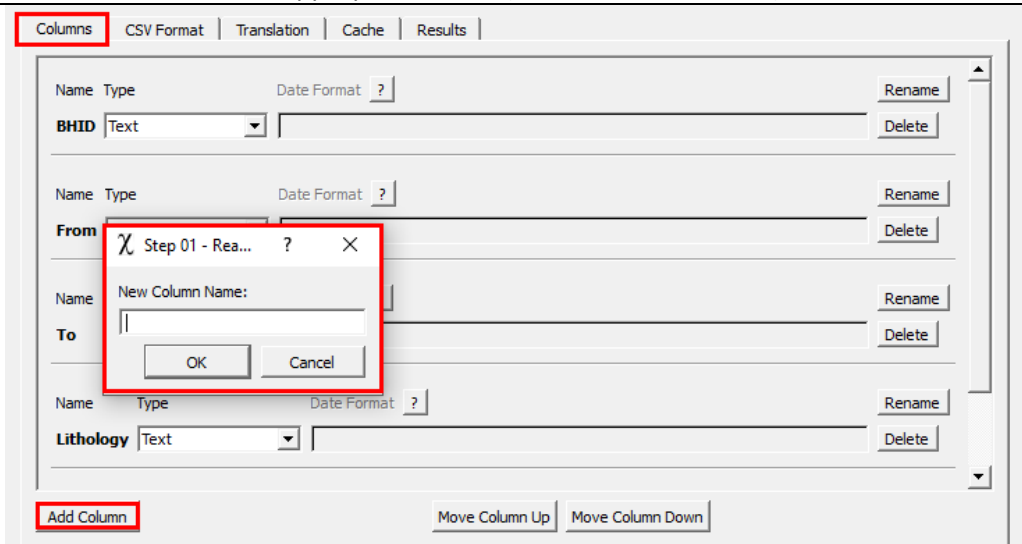 Columns CSV Format Translation Cache Results
Name Type Date Format ? Rename
BHID Text Delete
Name Type Date Format ? Rename
From Delete
χ Step 01 - Rea... ? ×
Name New Column Name: Rename
To Delete
OK Cancel
Name Type Date Format ? Rename
Lithology Text Delete
Add Column Move Column Up Move Column Down